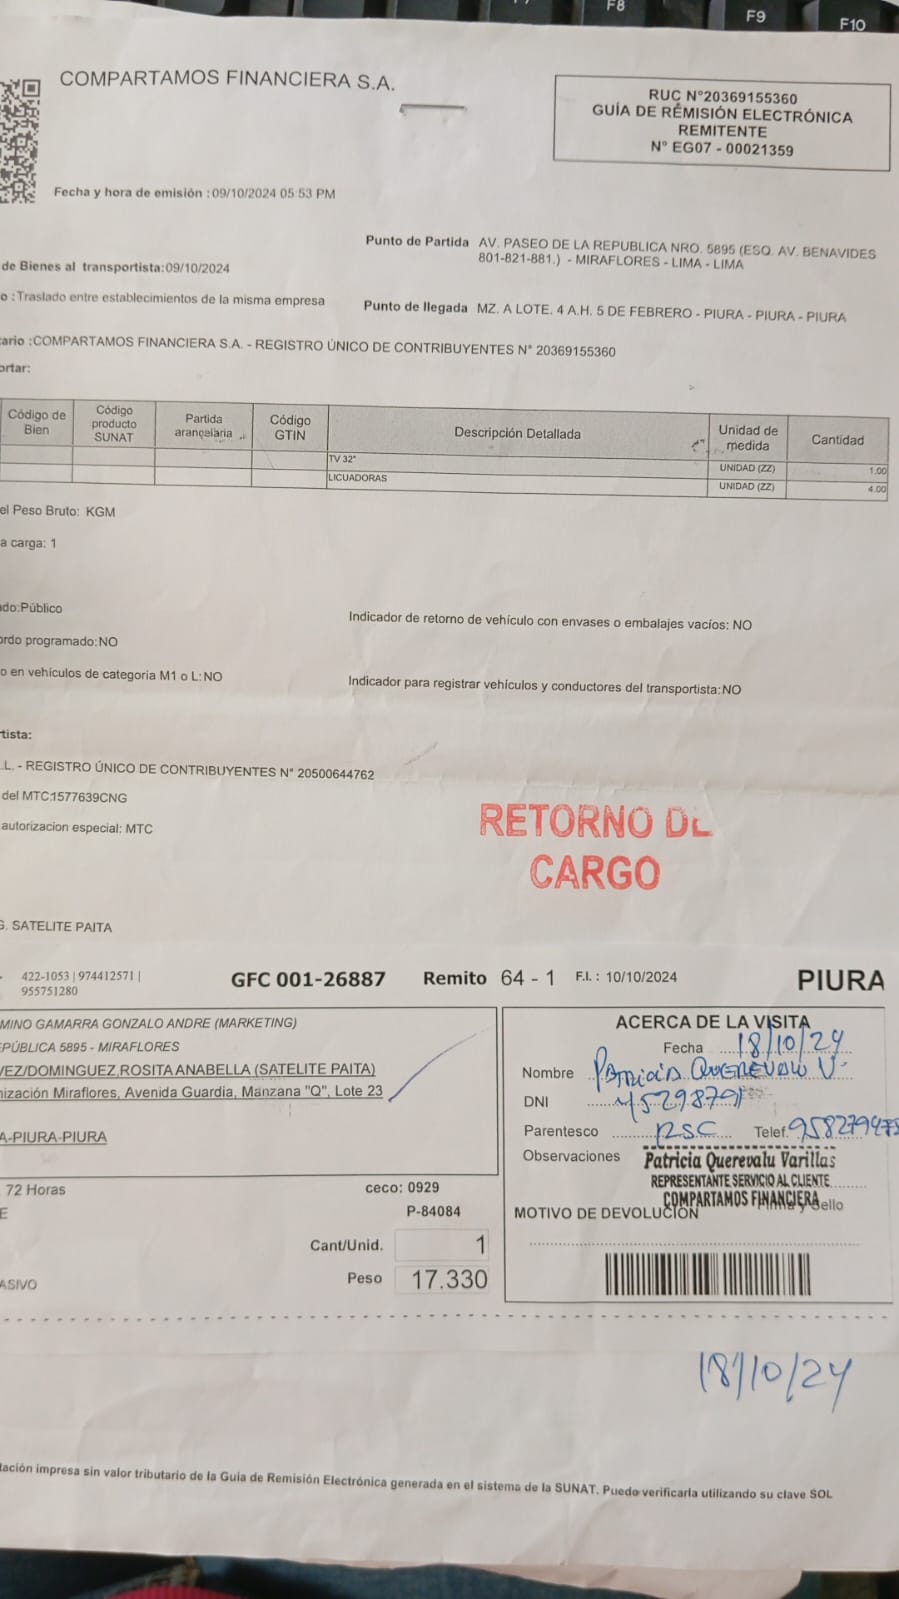 F8
F9
F10
COMPARTAMOS FINANCIERA S.A.
RUC N°20369155360
GUÍA DE REMISIÓN ELECTRÓNICA
REMITENTE
N° EG07 - 00021359
Fecha y hora de emisión : 09/10/2024 05:53 PM
Punto de Partida AV. PASEO DE LA REPUBLICA NRO. 5895 (ESQ. AV. BENAVIDES
801-821-881.) - MIRAFLORES - LIMA - LIMA
de Bienes al transportista:09/10/2024
o :Traslado entre establecimientos de la misma empresa
Punto de llegada MZ. A LOTE. 4 A.H. 5 DE FEBRERO - PIURA - PIURA - PIURA
ario :COMPARTAMOS FINANCIERA S.A. - REGISTRO ÚNICO DE CONTRIBUYENTES N° 20369155360
ortar:
Código de Bien Código producto SUNAT Partida arancelaria Código GTIN Descripción Detallada Unidad de medida Cantidad
TV 32" UNIDAD (ZZ) 1.00
LICUADORAS UNIDAD (ZZ) 4.00
el Peso Bruto: KGM
a carga: 1
do:Público
Indicador de retorno de vehículo con envases o embalajes vacíos: NO
ordo programado:NO
o en vehículos de categoria M1 o L:NO
Indicador para registrar vehículos y conductores del transportista:NO
tista:
.L. - REGISTRO ÚNICO DE CONTRIBUYENTES N° 20500644762
del MTC:1577639CNG
autorizacion especial: MTC
RETORNO DE
CARGO
G. SATELITE PAITA
422-1053 | 974412571 |
955751280
GFC 001-26887 Remito 64 - 1 F.I. : 10/10/2024 PIURA
MINO GAMARRA GONZALO ANDRE (MARKETING)
EPÚBLICA 5895 - MIRAFLORES
VEZ/DOMINGUEZ,ROSITA ANABELLA (SATELITE PAITA)
nización Miraflores, Avenida Guardia, Manzana "Q", Lote 23
A-PIURA-PIURA
ACERCA DE LA VISITA
Fecha 18/10/24
Nombre Patricia Querevalu V.
DNI 45298791
Parentesco RSC Telef.
Observaciones
Patricia Querevalu Varillas
REPRESENTANTE SERVICIO AL CLIENTE
COMPARTAMOS FINANCIERA
MOTIVO DE DEVOLUCIÓN
Sello
72 Horas
E
ceco: 0929
P-84084
Cant/Unid. 1
Peso 17.330
ASIVO
18/10/24
tación impresa sin valor tributario de la Guia de Remisión Electrónica generada en el sistema de la SUNAT. Puede verificarla utilizando su clave SOL